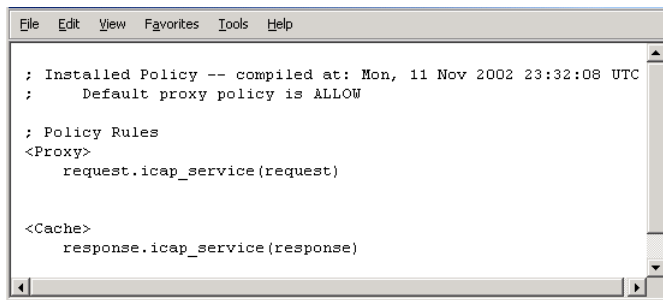 File Edit View Favorites Tools Help
; Installed Policy -- compiled at: Mon, 11 Nov 2002 23:32:08 UTC
;     Default proxy policy is ALLOW
; Policy Rules
<Proxy>
    request.icap_service(request)
<Cache>
    response.icap_service(response)